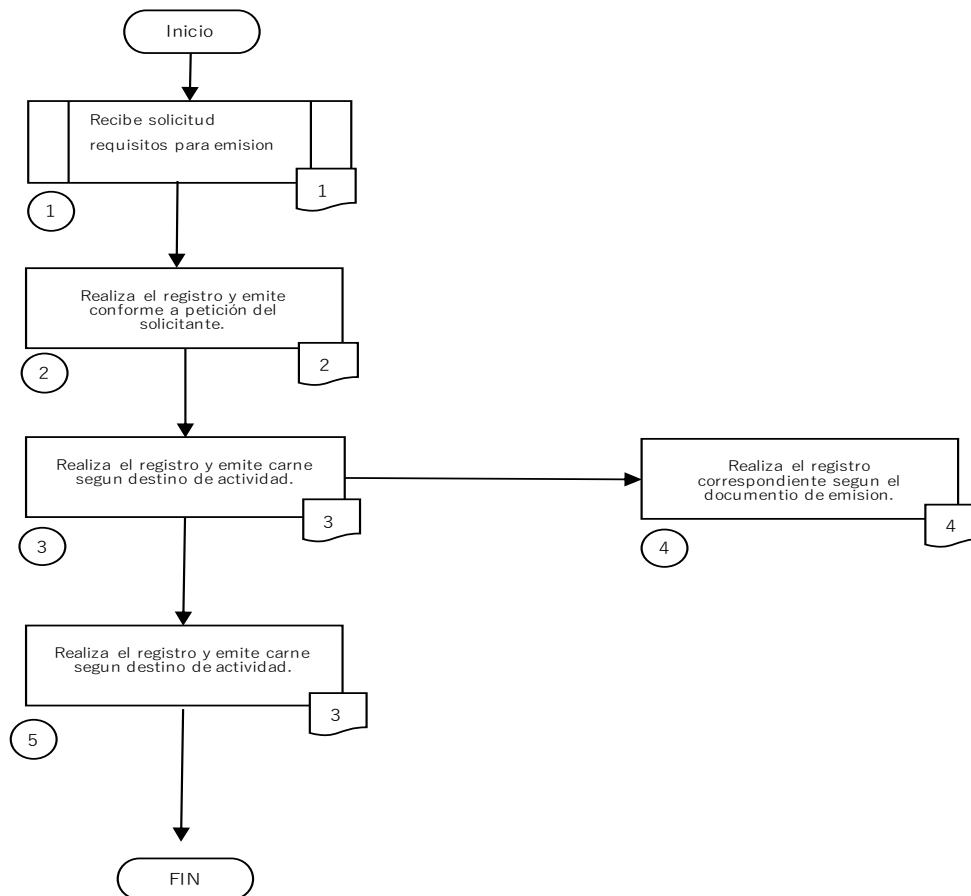 Inicio
Recibe solicitud
requisitos para emision
1
1
Realiza el registro y emite
conforme a petición del
solicitante.
2
2
Realiza el registro y emite carne
segun destino de actividad.
3
3
Realiza el registro
correspondiente segun el
documentio de emision.
4
4
Realiza el registro y emite carne
segun destino de actividad.
3
5
FIN